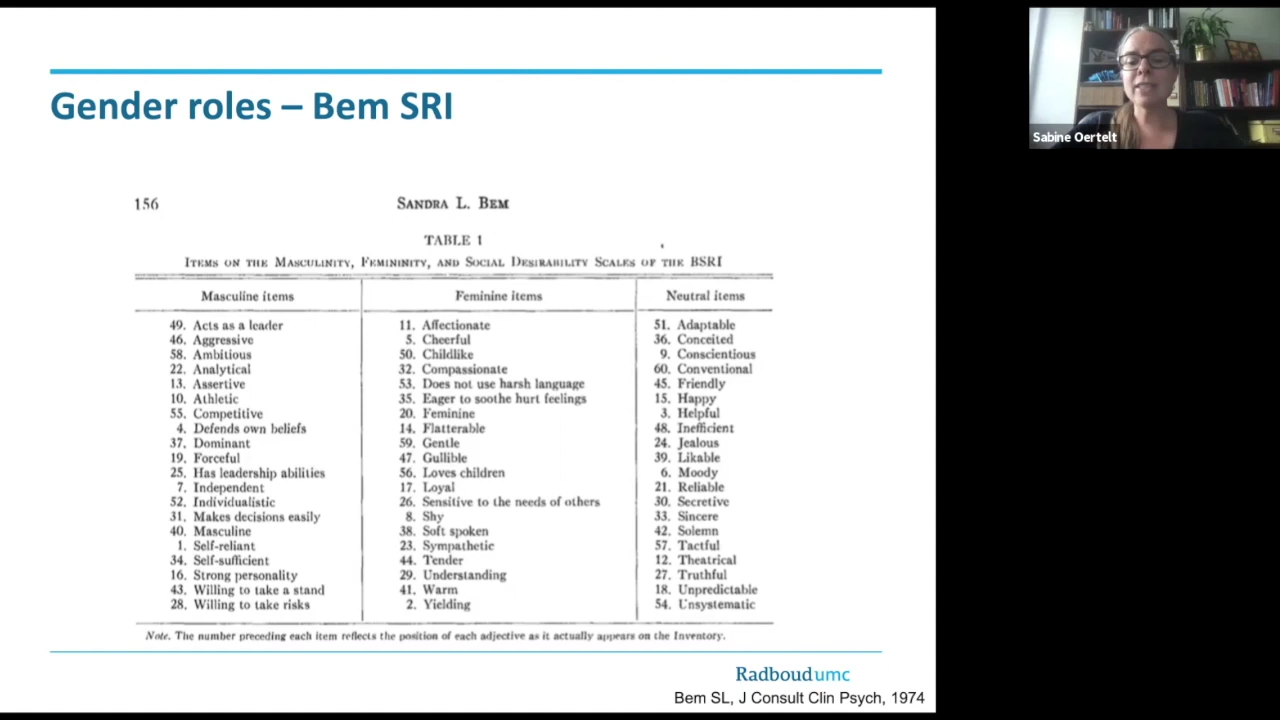 Gender roles – Bem SRI
156
SANDRA L. BEM
TABLE 1
ITEMS ON THE MASCULINITY, FEMININITY, AND SOCIAL DESIRABILITY SCALES OF THE BSRI
Masculine items
49. Acts as a leader
46. Aggressive
58. Ambitious
22. Analytical
13. Assertive
10. Athletic
55. Competitive
4. Defends own beliefs
37. Dominant
19. Forceful
25. Has leadership abilities
7. Independent
52. Individualistic
31. Makes decisions easily
40. Masculine
1. Self-reliant
34. Self-sufficient
16. Strong personality
43. Willing to take a stand
28. Willing to take risks
Feminine items
11. Affectionate
5. Cheerful
50. Childlike
32. Compassionate
53. Does not use harsh language
35. Eager to soothe hurt feelings
20. Feminine
14. Flatterable
59. Gentle
47. Gullible
56. Loves children
17. Loyal
26. Sensitive to the needs of others
8. Shy
38. Soft spoken
23. Sympathetic
44. Tender
29. Understanding
41. Warm
2. Yielding
Neutral items
51. Adaptable
36. Conceited
9. Conscientious
60. Conventional
45. Friendly
15. Happy
3. Helpful
48. Inefficient
24. Jealous
39. Likable
6. Moody
21. Reliable
30. Secretive
33. Sincere
42. Solemn
57. Tactful
12. Theatrical
27. Truthful
18. Unpredictable
54. Unsystematic
Note. The number preceding each item reflects the position of each adjective as it actually appears on the Inventory.
Radboudumc
Bem SL, J Consult Clin Psych, 1974
Sabine Oertelt